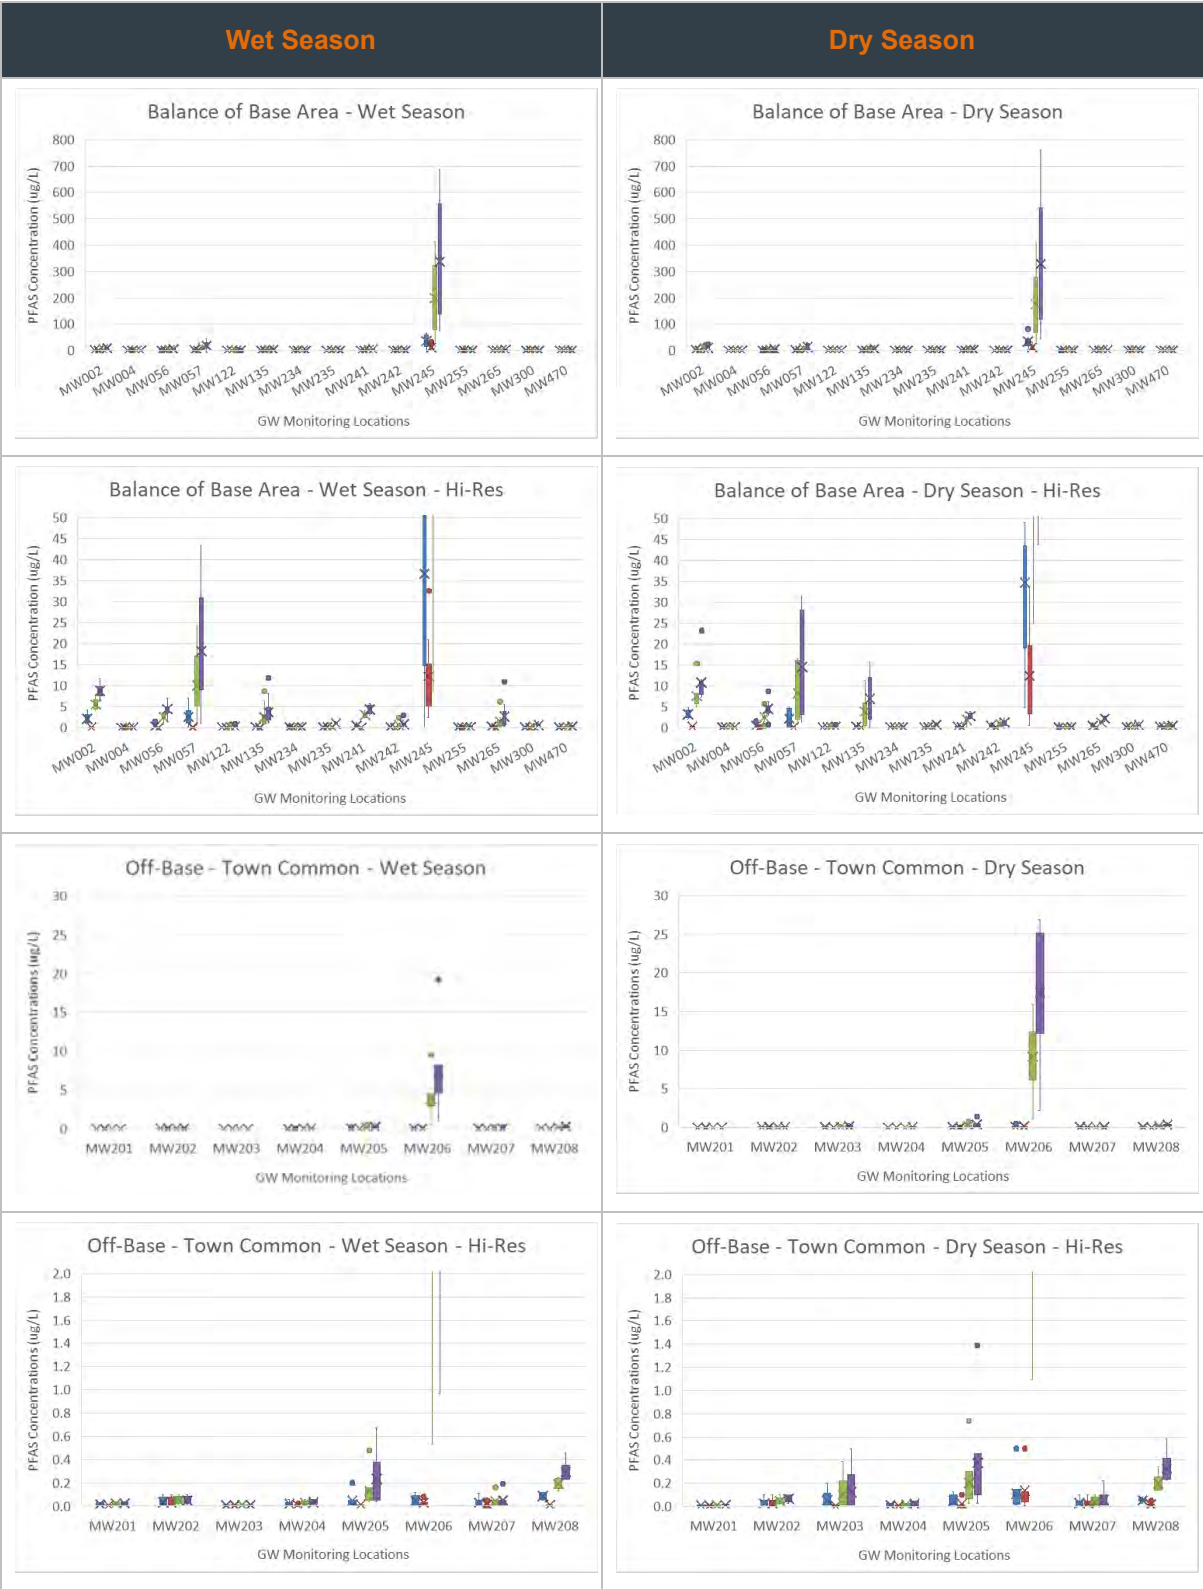 Wet Season
Dry Season
Balance of Base Area - Wet Season
PFAS Concentration (ug/L)
800
700
600
500
400
300
200
100
0
MW002 MW004 MW056 MW057 MW122 MW135 MW234 MW235 MW241 MW242 MW245 MW255 MW265 MW300 MW470
GW Monitoring Locations
Balance of Base Area - Dry Season
PFAS Concentration (ug/L)
800
700
600
500
400
300
200
100
0
MW002 MW004 MW056 MW057 MW122 MW135 MW234 MW235 MW241 MW242 MW245 MW255 MW265 MW300 MW470
GW Monitoring Locations
Balance of Base Area - Wet Season - Hi-Res
PFAS Concentration (ug/L)
50
45
40
35
30
25
20
15
10
5
0
MW002 MW004 MW056 MW057 MW122 MW135 MW234 MW235 MW241 MW242 MW245 MW255 MW265 MW300 MW470
GW Monitoring Locations
Balance of Base Area - Dry Season - Hi-Res
PFAS Concentration (ug/L)
50
45
40
35
30
25
20
15
10
5
0
MW002 MW004 MW056 MW057 MW122 MW135 MW234 MW235 MW241 MW242 MW245 MW255 MW265 MW300 MW470
GW Monitoring Locations
Off-Base - Town Common - Wet Season
PFAS Concentrations (ug/L)
30
25
20
15
10
5
0
MW201 MW202 MW203 MW204 MW205 MW206 MW207 MW208
GW Monitoring Locations
Off-Base - Town Common - Dry Season
PFAS Concentrations (ug/L)
30
25
20
15
10
5
0
MW201 MW202 MW203 MW204 MW205 MW206 MW207 MW208
GW Monitoring Locations
Off-Base - Town Common - Wet Season - Hi-Res
PFAS Concentrations (ug/L)
2.0
1.8
1.6
1.4
1.2
1.0
0.8
0.6
0.4
0.2
0.0
MW201 MW202 MW203 MW204 MW205 MW206 MW207 MW208
GW Monitoring Locations
Off-Base - Town Common - Dry Season - Hi-Res
PFAS Concentrations (ug/L)
2.0
1.8
1.6
1.4
1.2
1.0
0.8
0.6
0.4
0.2
0.0
MW201 MW202 MW203 MW204 MW205 MW206 MW207 MW208
GW Monitoring Locations